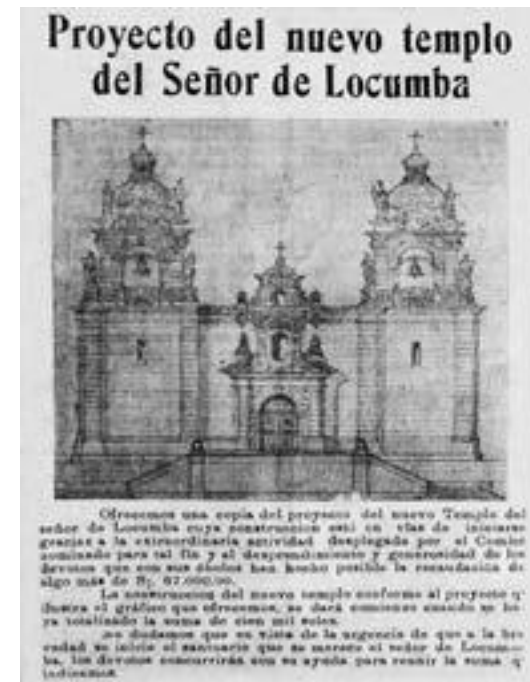 Proyecto del nuevo templo
del Señor de Locumba
Ofrecemos una copia del proyecto del nuevo Templo del
señor de Locumba cuya construccion está en vias de iniciarse
gracias a la extraordinaria actividad desplegada por el Comité
nominado para tal fin y al desprendimiento y generosidad de los
devotos que con sus óbolos han hecho posible la recaudación de
algo más de S/. 67.000.00.
La construccion del nuevo templo conforme al proyecto q'
ilustra el gráfico que ofrecemos, se dará comienzo cuando se ha-
ya totalizado la suma de cien mil soles.
dudamos que en vista de la urgencia de que a la bre-
vedad se inicie el santuario que se merece el señor de Locum-
ba, los devotos concurrirán con su ayuda para reunir la suma q'
indicamos